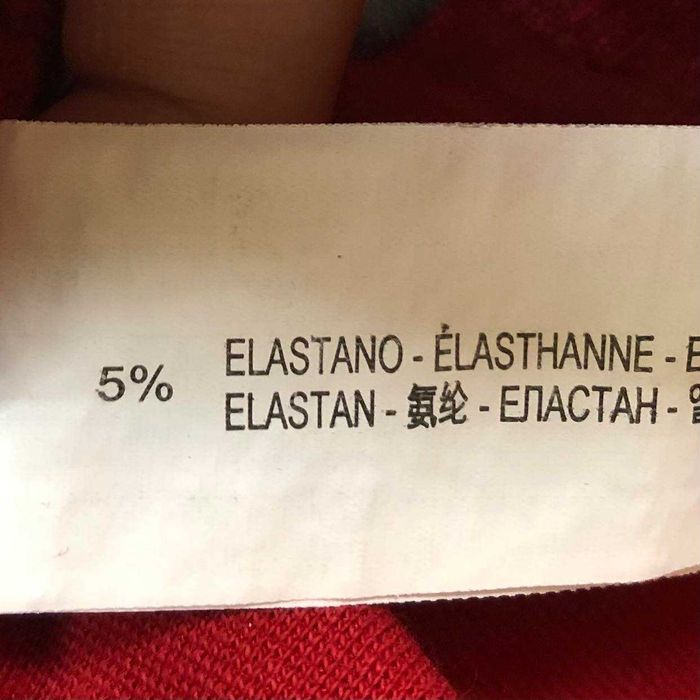 5% ELASTANO - ÉLASTHANNE - E
ELASTAN - 氨纶 - ЕЛАСТАН -